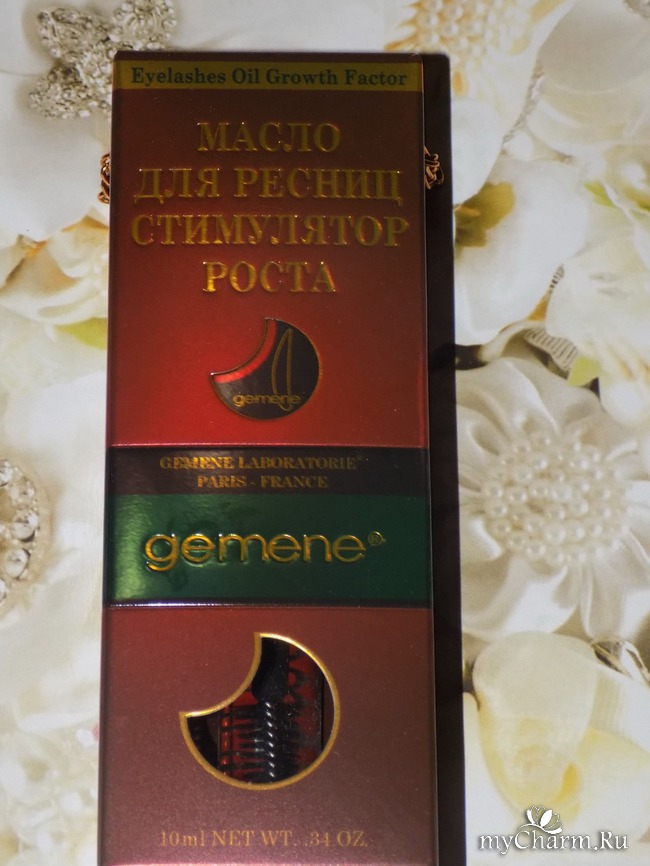 Eyelashes Oil Growth Factor
МАСЛО
ДЛЯ РЕСНИЦ
СТИМУЛЯТОР
РОСТА
gemene
GEMENE LABORATORIE®
PARIS - FRANCE
gemene®
10ml NET WT. .34 OZ.
myCharm.Ru